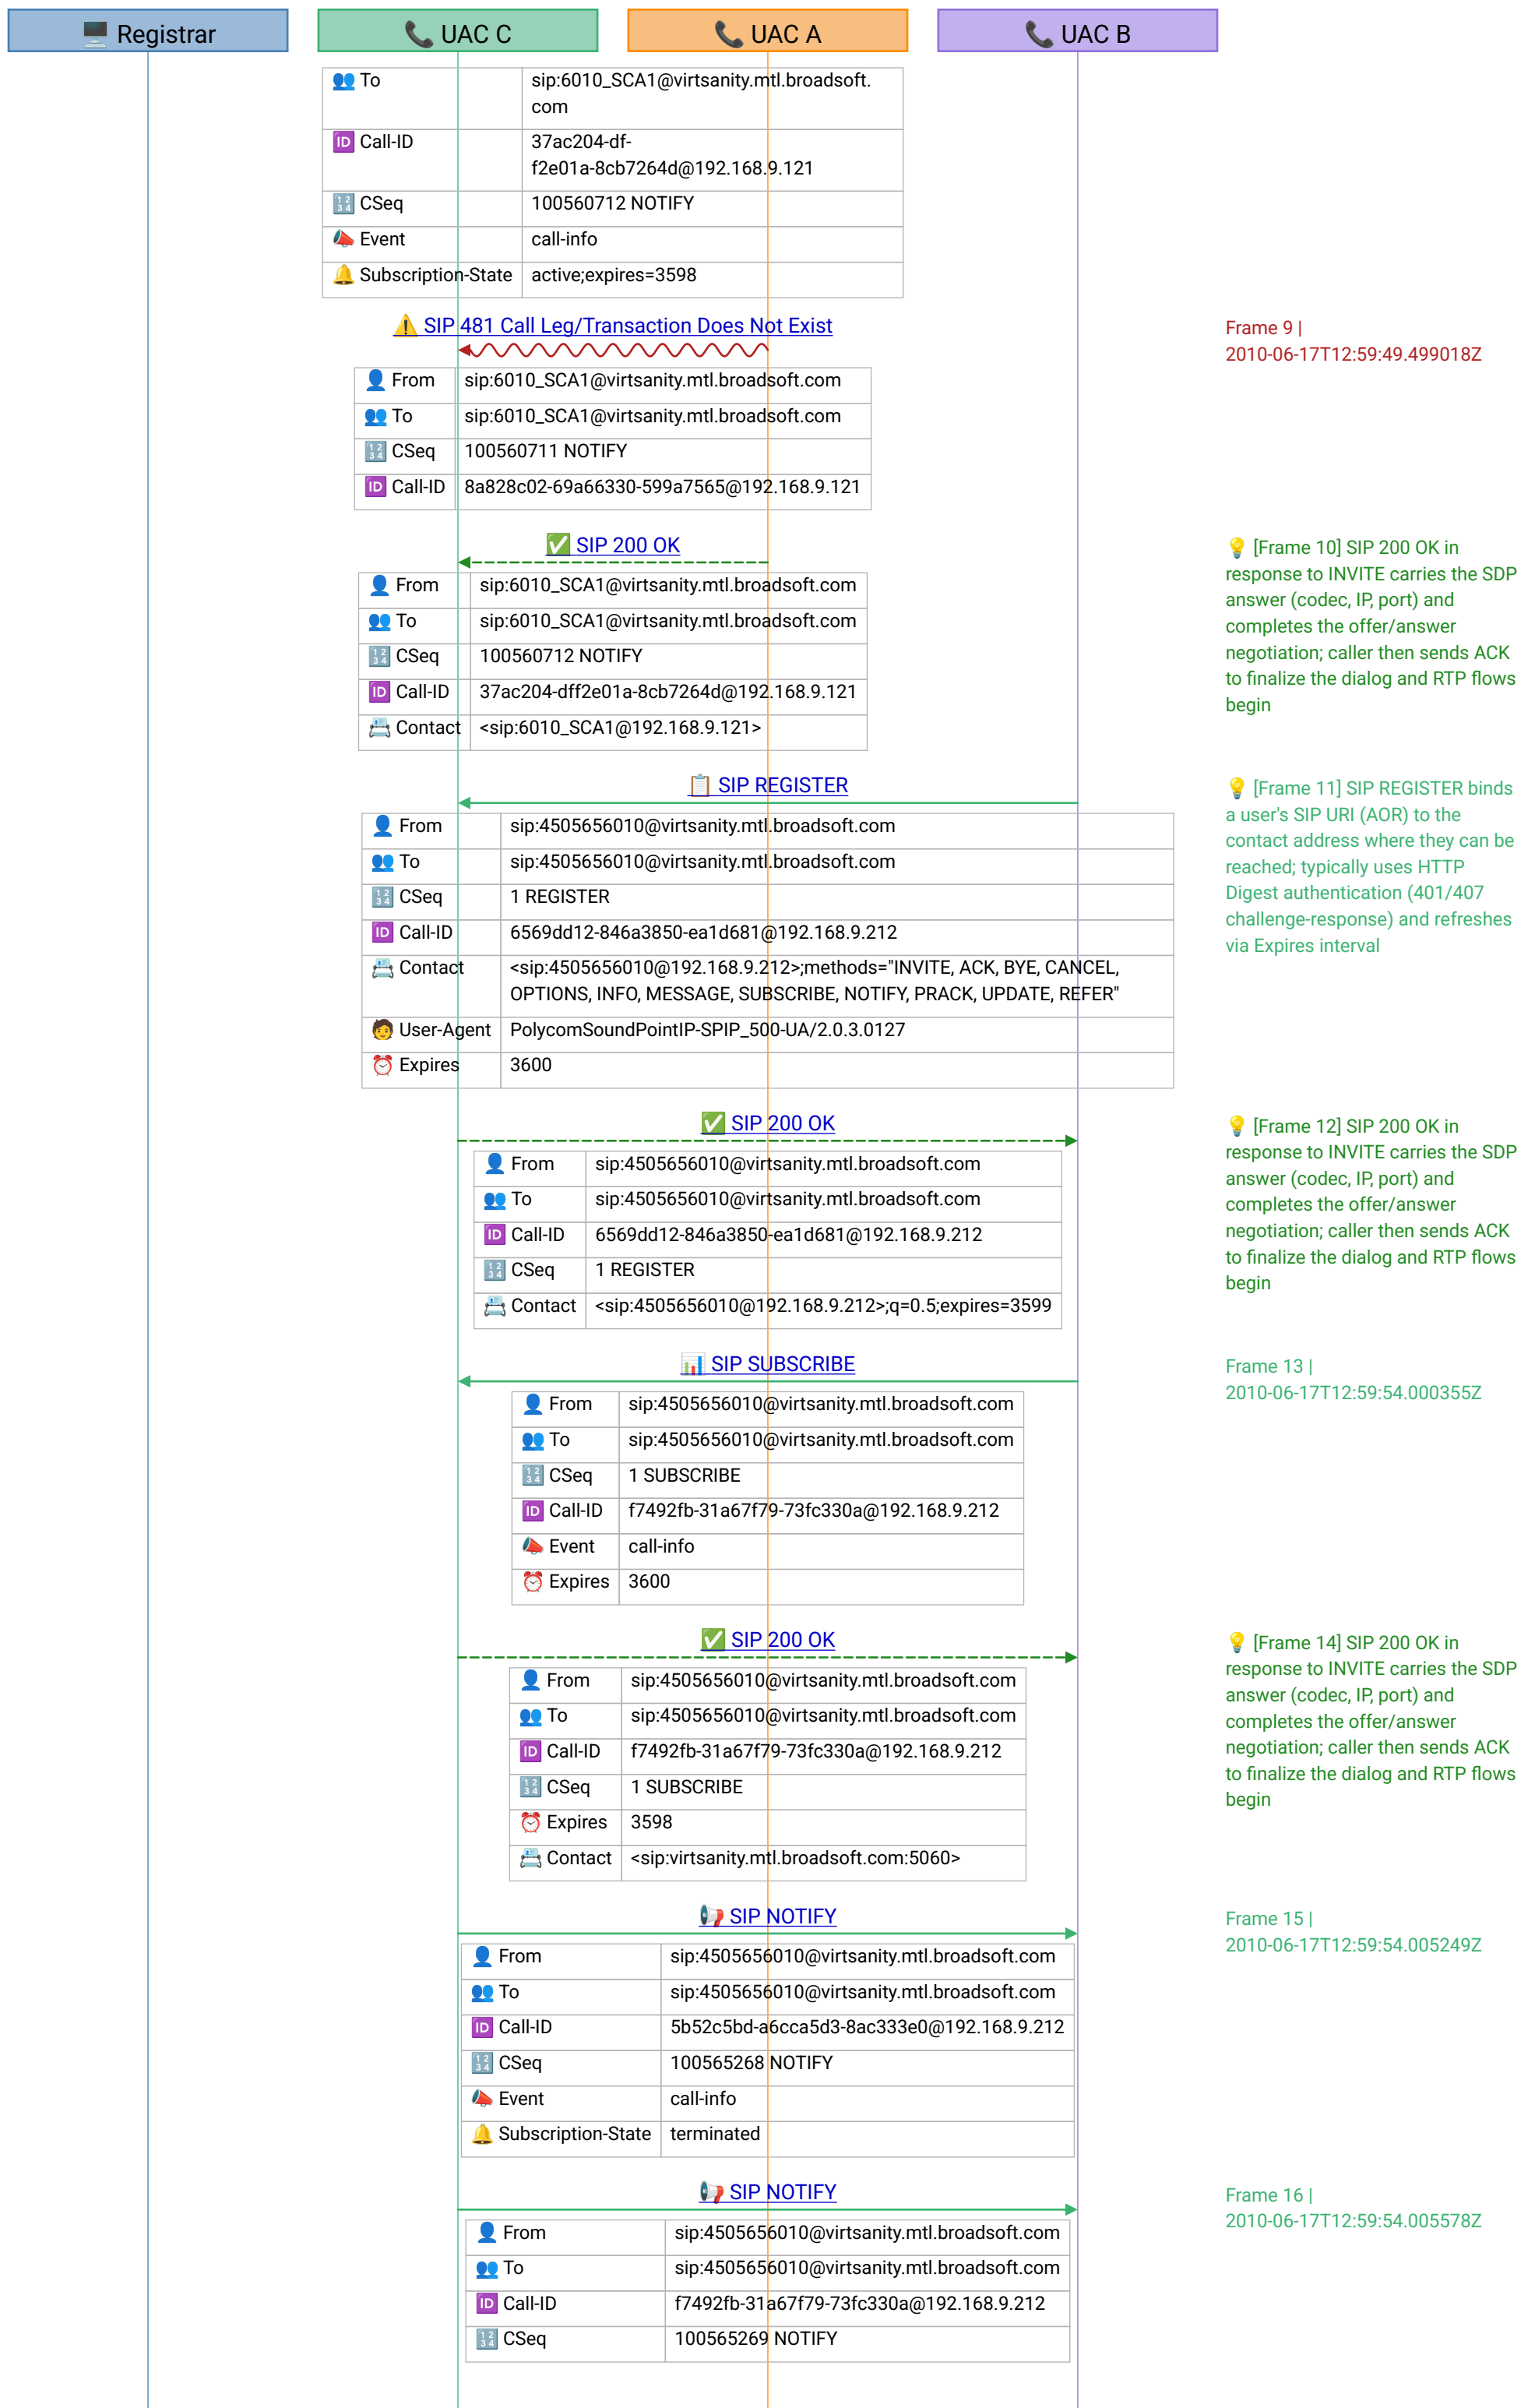 🖥️ Registrar
📞 UAC C
📞 UAC A
📞 UAC B
👥 To
sip:6010_SCA1@virtsanity.mtl.broadsoft.
com
🆔 Call-ID
37ac204-df-
f2e01a-8cb7264d@192.168.9.121
🔢 CSeq
100560712 NOTIFY
📣 Event
call-info
🔔 Subscription-State
active;expires=3598
⚠️ SIP 481 Call Leg/Transaction Does Not Exist
Frame 9 |
2010-06-17T12:59:49.499018Z
👤 From
sip:6010_SCA1@virtsanity.mtl.broadsoft.com
👥 To
sip:6010_SCA1@virtsanity.mtl.broadsoft.com
🔢 CSeq
100560711 NOTIFY
🆔 Call-ID
8a828c02-69a66330-599a7565@192.168.9.121
✅ SIP 200 OK
💡 [Frame 10] SIP 200 OK in
response to INVITE carries the SDP
answer (codec, IP, port) and
completes the offer/answer
negotiation; caller then sends ACK
to finalize the dialog and RTP flows
begin
👤 From
sip:6010_SCA1@virtsanity.mtl.broadsoft.com
👥 To
sip:6010_SCA1@virtsanity.mtl.broadsoft.com
🔢 CSeq
100560712 NOTIFY
🆔 Call-ID
37ac204-dff2e01a-8cb7264d@192.168.9.121
📇 Contact
<sip:6010_SCA1@192.168.9.121>
📋 SIP REGISTER
💡 [Frame 11] SIP REGISTER binds
a user's SIP URI (AOR) to the
contact address where they can be
reached; typically uses HTTP
Digest authentication (401/407
challenge-response) and refreshes
via Expires interval
👤 From
sip:4505656010@virtsanity.mtl.broadsoft.com
👥 To
sip:4505656010@virtsanity.mtl.broadsoft.com
🔢 CSeq
1 REGISTER
🆔 Call-ID
6569dd12-846a3850-ea1d681@192.168.9.212
📇 Contact
<sip:4505656010@192.168.9.212>;methods="INVITE, ACK, BYE, CANCEL,
OPTIONS, INFO, MESSAGE, SUBSCRIBE, NOTIFY, PRACK, UPDATE, REFER"
🧑 User-Agent
PolycomSoundPointIP-SPIP_500-UA/2.0.3.0127
⏰ Expires
3600
✅ SIP 200 OK
💡 [Frame 12] SIP 200 OK in
response to INVITE carries the SDP
answer (codec, IP, port) and
completes the offer/answer
negotiation; caller then sends ACK
to finalize the dialog and RTP flows
begin
👤 From
sip:4505656010@virtsanity.mtl.broadsoft.com
👥 To
sip:4505656010@virtsanity.mtl.broadsoft.com
🆔 Call-ID
6569dd12-846a3850-ea1d681@192.168.9.212
🔢 CSeq
1 REGISTER
📇 Contact
<sip:4505656010@192.168.9.212>;q=0.5;expires=3599
📊 SIP SUBSCRIBE
Frame 13 |
2010-06-17T12:59:54.000355Z
👤 From
sip:4505656010@virtsanity.mtl.broadsoft.com
👥 To
sip:4505656010@virtsanity.mtl.broadsoft.com
🔢 CSeq
1 SUBSCRIBE
🆔 Call-ID
f7492fb-31a67f79-73fc330a@192.168.9.212
📣 Event
call-info
⏰ Expires
3600
✅ SIP 200 OK
💡 [Frame 14] SIP 200 OK in
response to INVITE carries the SDP
answer (codec, IP, port) and
completes the offer/answer
negotiation; caller then sends ACK
to finalize the dialog and RTP flows
begin
👤 From
sip:4505656010@virtsanity.mtl.broadsoft.com
👥 To
sip:4505656010@virtsanity.mtl.broadsoft.com
🆔 Call-ID
f7492fb-31a67f79-73fc330a@192.168.9.212
🔢 CSeq
1 SUBSCRIBE
⏰ Expires
3598
📇 Contact
<sip:virtsanity.mtl.broadsoft.com:5060>
📢 SIP NOTIFY
Frame 15 |
2010-06-17T12:59:54.005249Z
👤 From
sip:4505656010@virtsanity.mtl.broadsoft.com
👥 To
sip:4505656010@virtsanity.mtl.broadsoft.com
🆔 Call-ID
5b52c5bd-a6cca5d3-8ac333e0@192.168.9.212
🔢 CSeq
100565268 NOTIFY
📣 Event
call-info
🔔 Subscription-State
terminated
📢 SIP NOTIFY
Frame 16 |
2010-06-17T12:59:54.005578Z
👤 From
sip:4505656010@virtsanity.mtl.broadsoft.com
👥 To
sip:4505656010@virtsanity.mtl.broadsoft.com
🆔 Call-ID
f7492fb-31a67f79-73fc330a@192.168.9.212
🔢 CSeq
100565269 NOTIFY